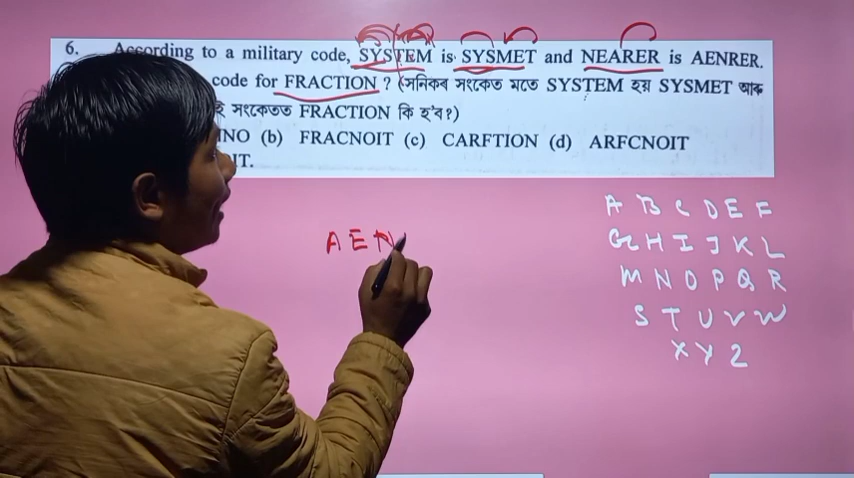 6. According to a military code, SYSTEM is SYSMET and NEARER is AENRER.
code for FRACTION ? (সনিকৰ সংকেত মতে SYSTEM হয় SYSMET আৰু
ই সংকেতত FRACTION কি হ'ব?)
NO (b) FRACNOIT (c) CARFTION (d) ARFCNOIT
IT.
A E N
A B C D E F
G H I J K L
M N O P Q R
S T U V W
X Y Z